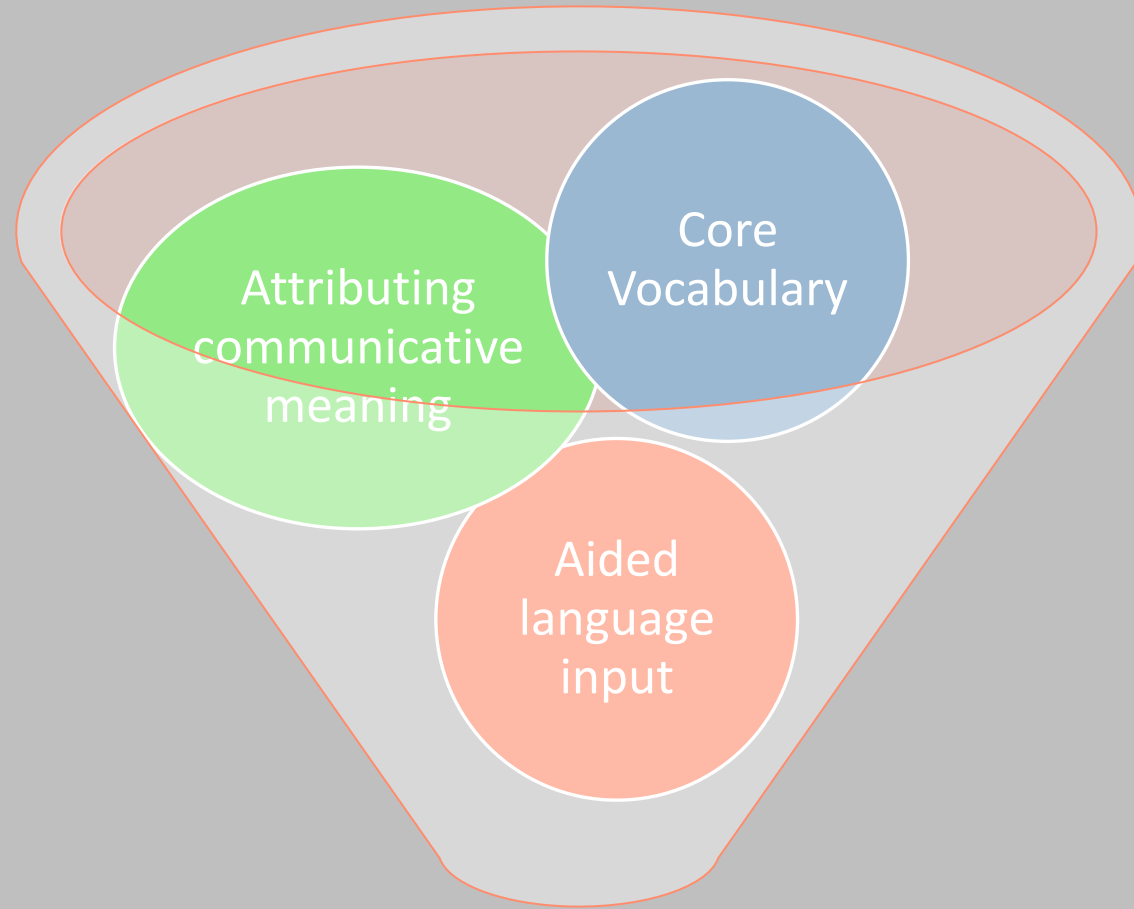 Attributing
communicative
meaning
Core
Vocabulary
Aided
language
input